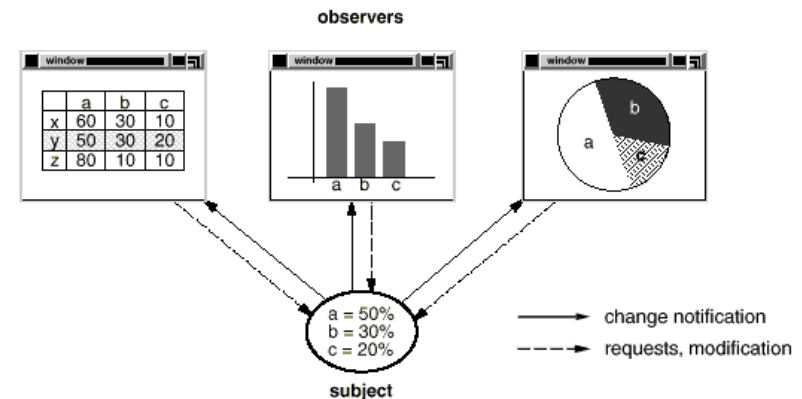 observers
window
window
window
a b c
x 60 30 10
y 50 30 20
z 80 10 10
a b c
b
a
c
a = 50%
b = 30%
c = 20%
change notification
requests, modification
subject